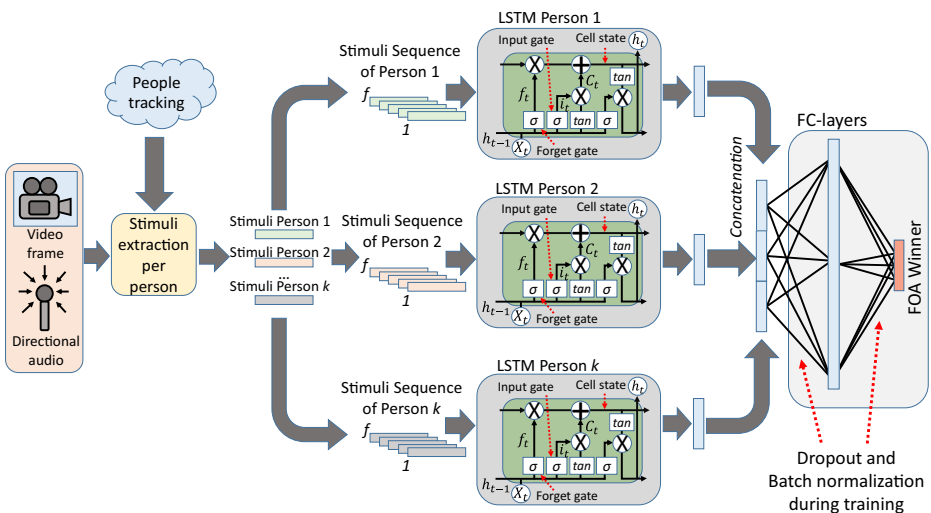 People
tracking
Video
frame
Directional
audio
Stimuli
extraction
per
person
Stimuli Person 1
Stimuli Person 2
...
Stimuli Person k
Stimuli Sequence
of Person 1
f
1
LSTM Person 1
Input gate
Cell state
h_t
tan
C_t
f_t
i_t
σ σ tan σ
h_{t-1}
X_t
Forget gate
Stimuli Sequence
of Person 2
f
1
LSTM Person 2
Input gate
Cell state
h_t
tan
C_t
f_t
i_t
σ σ tan σ
h_{t-1}
X_t
Forget gate
Stimuli Sequence
of Person k
f
1
LSTM Person k
Input gate
Cell state
h_t
tan
C_t
f_t
i_t
σ σ tan σ
h_{t-1}
X_t
Forget gate
Concatenation
FC-layers
FOA Winner
Dropout and
Batch normalization
during training